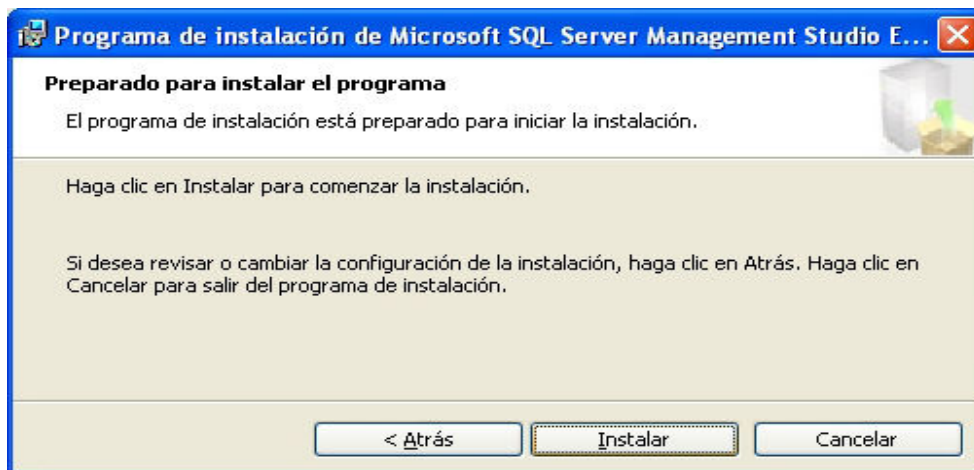 Programa de instalación de Microsoft SQL Server Management Studio E...
Preparado para instalar el programa
El programa de instalación está preparado para iniciar la instalación.
Haga clic en Instalar para comenzar la instalación.
Si desea revisar o cambiar la configuración de la instalación, haga clic en Atrás. Haga clic en
Cancelar para salir del programa de instalación.
< Atrás
Instalar
Cancelar